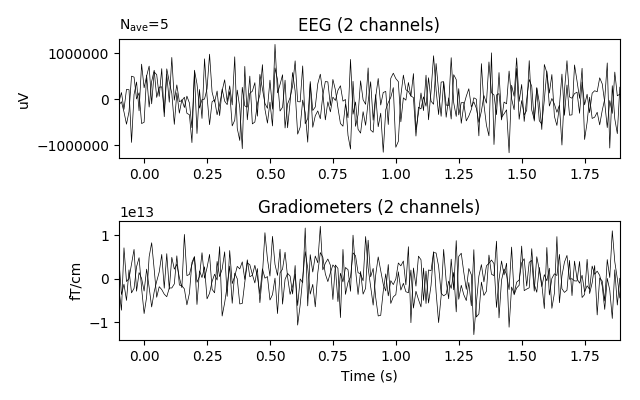 N_ave=5
EEG (2 channels)
1000000
0
−1000000
uV
0.00 0.25 0.50 0.75 1.00 1.25 1.50 1.75
1e13
Gradiometers (2 channels)
1
0
−1
fT/cm
0.00 0.25 0.50 0.75 1.00 1.25 1.50 1.75
Time (s)